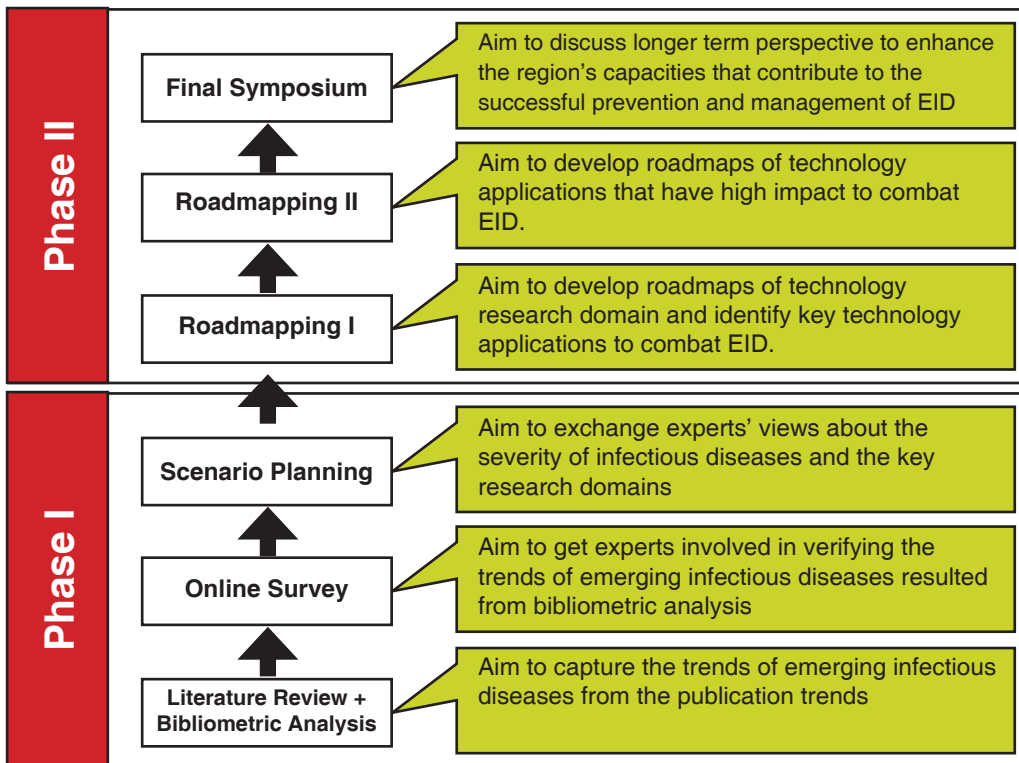 Phase II
Final Symposium
Aim to discuss longer term perspective to enhance
the region's capacities that contribute to the
successful prevention and management of EID
Roadmapping II
Aim to develop roadmaps of technology
applications that have high impact to combat
EID.
Roadmapping I
Aim to develop roadmaps of technology
research domain and identify key technology
applications to combat EID.
Phase I
Scenario Planning
Aim to exchange experts' views about the
severity of infectious diseases and the key
research domains
Online Survey
Aim to get experts involved in verifying the
trends of emerging infectious diseases resulted
from bibliometric analysis
Literature Review +
Bibliometric Analysis
Aim to capture the trends of emerging infectious
diseases from the publication trends